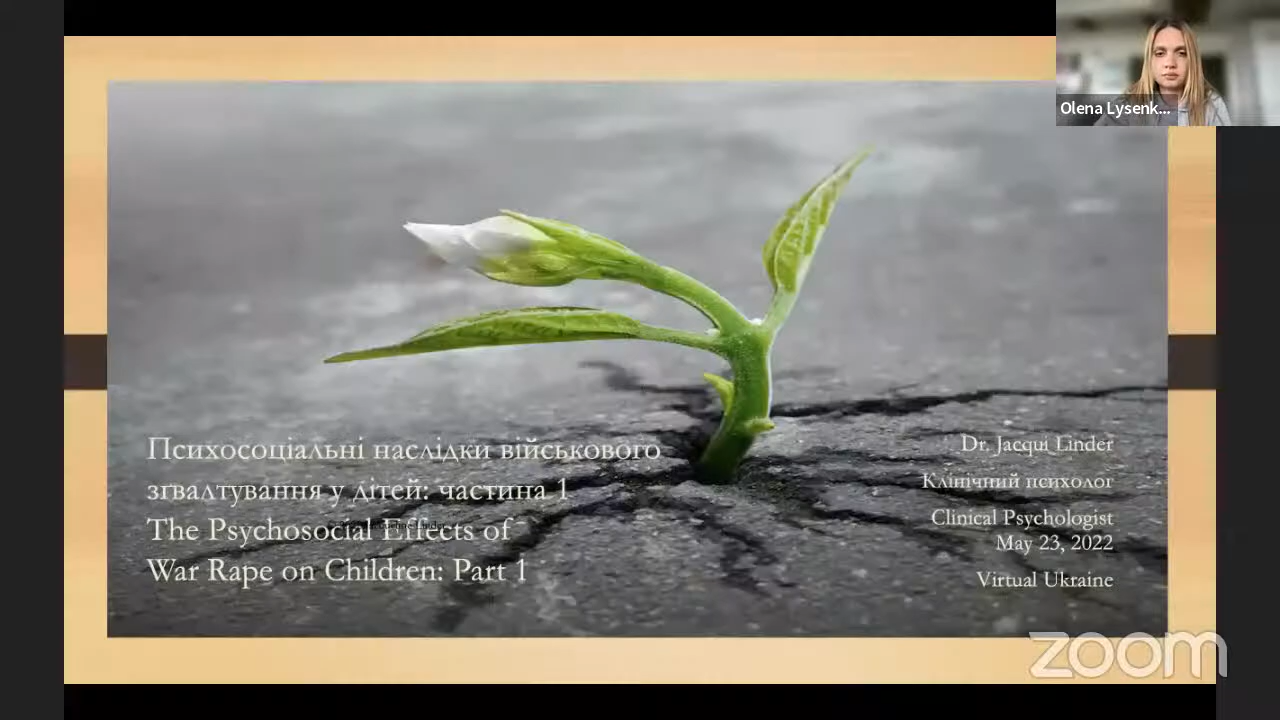 Olena Lysenk...
Психосоціальні наслідки військового
згвалтування у дітей: частина 1
The Psychosocial Effects of
War Rape on Children: Part 1
Dr. Jacqui Linder
Клінічний психолог
Clinical Psychologist
May 23, 2022
Virtual Ukraine
zoom